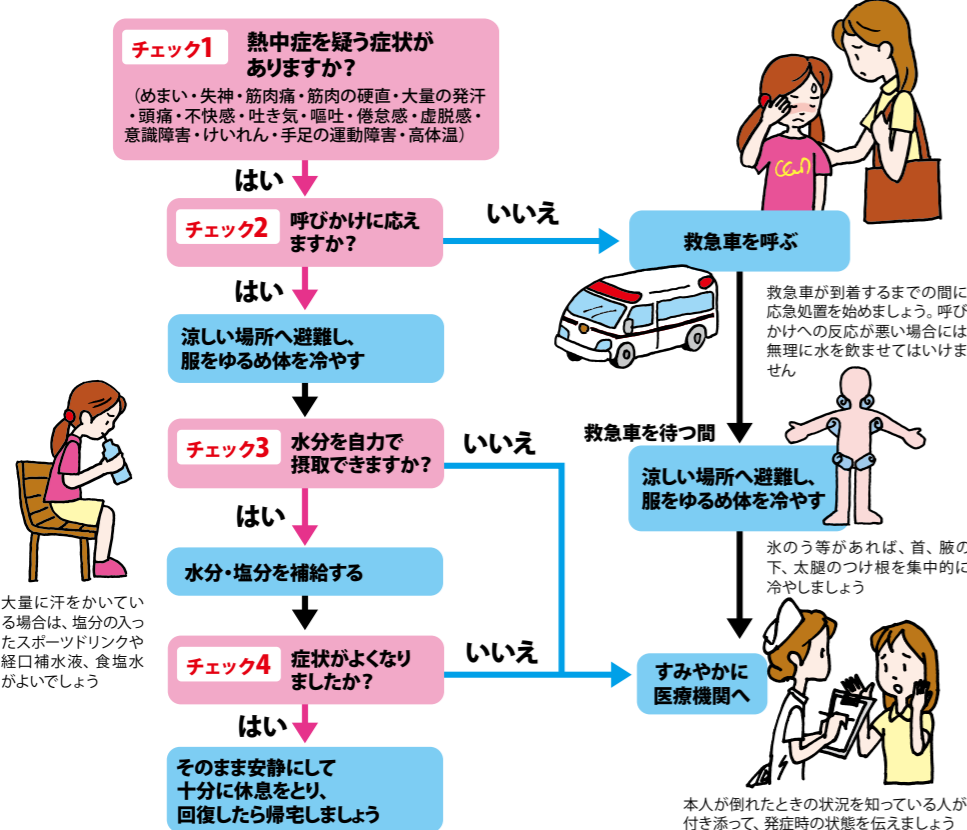 チェック1
熱中症を疑う症状が
ありますか？
（めまい・失神・筋肉痛・筋肉の硬直・大量の発汗
・頭痛・不快感・吐き気・嘔吐・倦怠感・虚脱感・
意識障害・けいれん・手足の運動障害・高体温）
はい
チェック2
呼びかけに応え
ますか？
いいえ
救急車を呼ぶ
救急車が到着するまでの間に
応急処置を始めましょう。呼び
かけへの反応が悪い場合には
無理に水を飲ませてはいけま
せん
はい
涼しい場所へ避難し、
服をゆるめ体を冷やす
チェック3
水分を自力で
摂取できますか？
いいえ
救急車を待つ間
涼しい場所へ避難し、
服をゆるめ体を冷やす
氷のう等があれば、首、腋の
下、太腿のつけ根を集中的に
冷やしましょう
はい
水分・塩分を補給する
大量に汗をかいてい
る場合は、塩分の入っ
たスポーツドリンクや
経口補水液、食塩水
がよいでしょう
チェック4
症状がよくなり
ましたか？
いいえ
すみやかに
医療機関へ
はい
そのまま安静にして
十分に休息をとり、
回復したら帰宅しましょう
本人が倒れたときの状況を知っている人が
付き添って、発症時の状態を伝えましょう